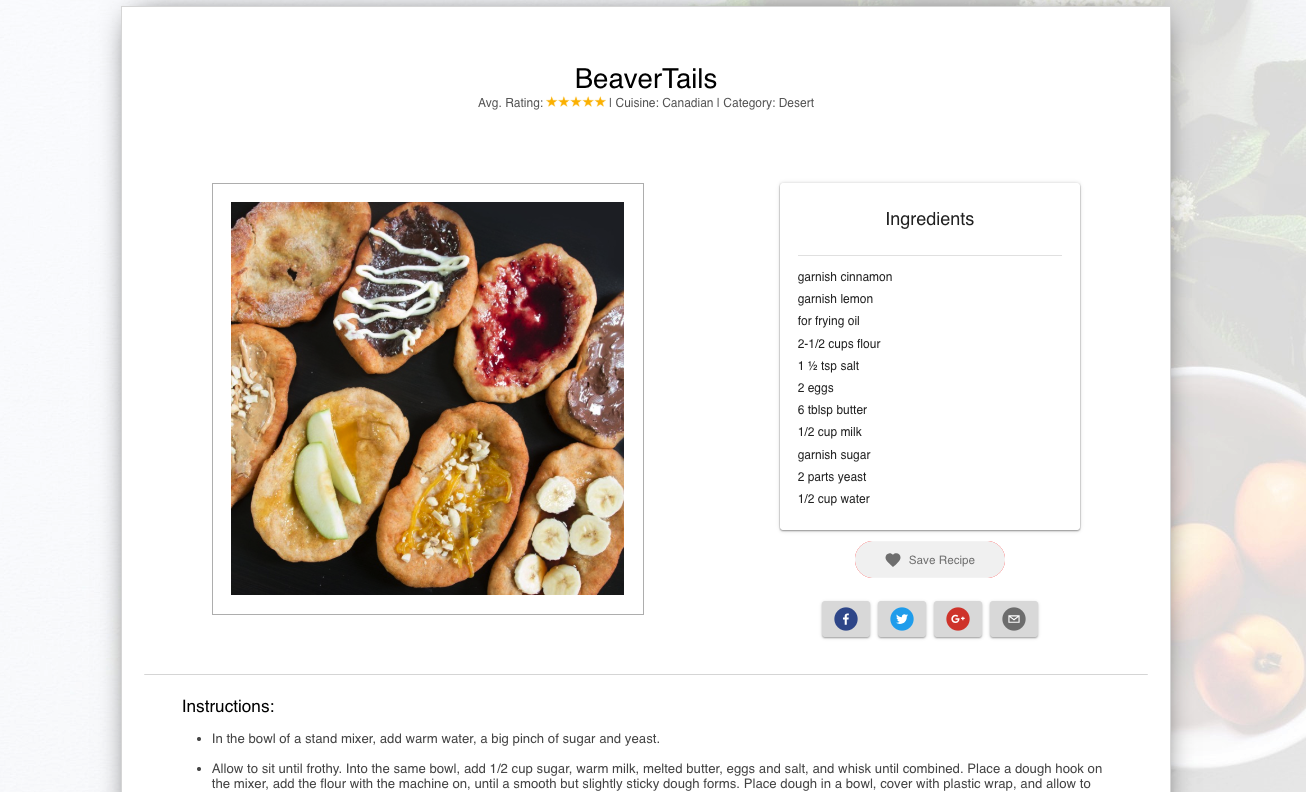 BeaverTails
Avg. Rating: ★★★★★ | Cuisine: Canadian | Category: Desert
Ingredients
garnish cinnamon
garnish lemon
for frying oil
2-1/2 cups flour
1 ½ tsp salt
2 eggs
6 tblsp butter
1/2 cup milk
garnish sugar
2 parts yeast
1/2 cup water
Save Recipe
Instructions:
• In the bowl of a stand mixer, add warm water, a big pinch of sugar and yeast.
• Allow to sit until frothy. Into the same bowl, add 1/2 cup sugar, warm milk, melted butter, eggs and salt, and whisk until combined. Place a dough hook on
the mixer, add the flour with the machine on, until a smooth but slightly sticky dough forms. Place dough in a bowl, cover with plastic wrap, and allow to